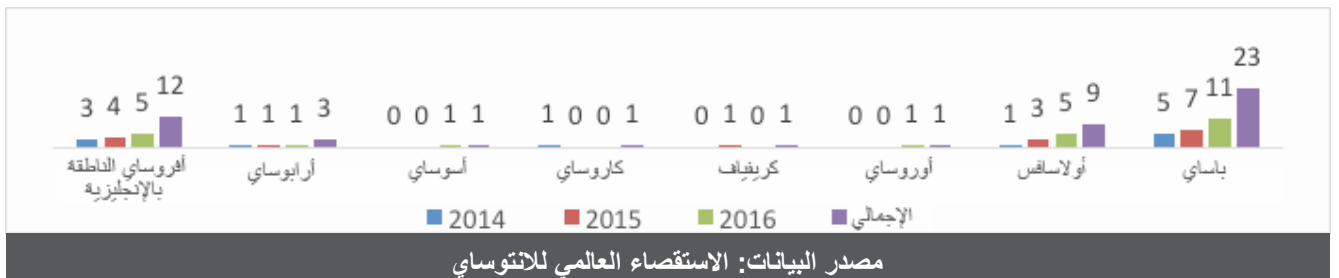 3 4 5 12 1 1 1 3 0 0 1 1 1 0 0 1 0 1 0 1 0 0 1 1 1 3 5 9 5 7 11 23
أفروساي الناطقة بالإنجليزية
أرابوساي
أسوساي
كاروساي
كريفياف
أوروساي
أولاسافس
باساي
2014 2015 2016 الإجمالي
مصدر البيانات: الاستقصاء العالمي للانتوساي